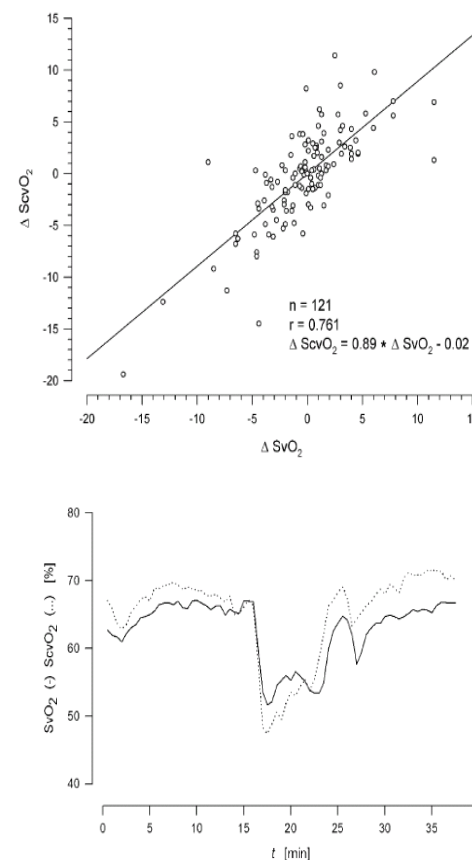 15
10
5
0
-5
-10
-15
-20
Δ ScvO₂
n = 121
r = 0.761
Δ ScvO₂ = 0.89 * Δ SvO₂ - 0.02
-20 -15 -10 -5 0 5 10 15
Δ SvO₂
80
70
60
50
40
SvO₂ (-) ScvO₂ (...) [%]
0 5 10 15 20 25 30 35
t [min]